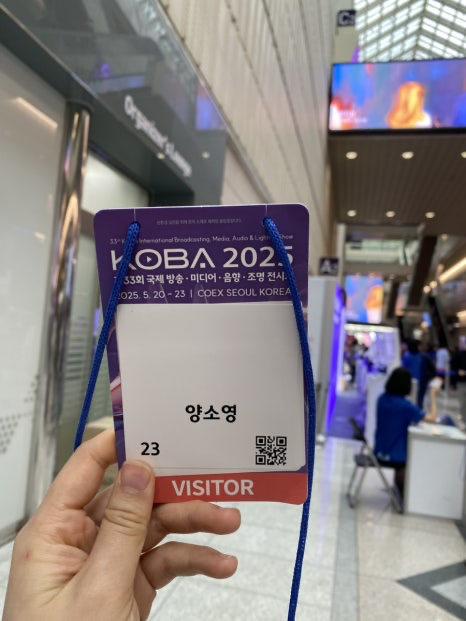 Organizer's Lounge
33rd Korea International Broadcasting, Media, Audio & Lighting Show
KOBA 2025
33회 국제 방송·미디어·음향·조명 전시회
2025. 5. 20 - 23 | COEX SEOUL KOREA
양소영
23
VISITOR